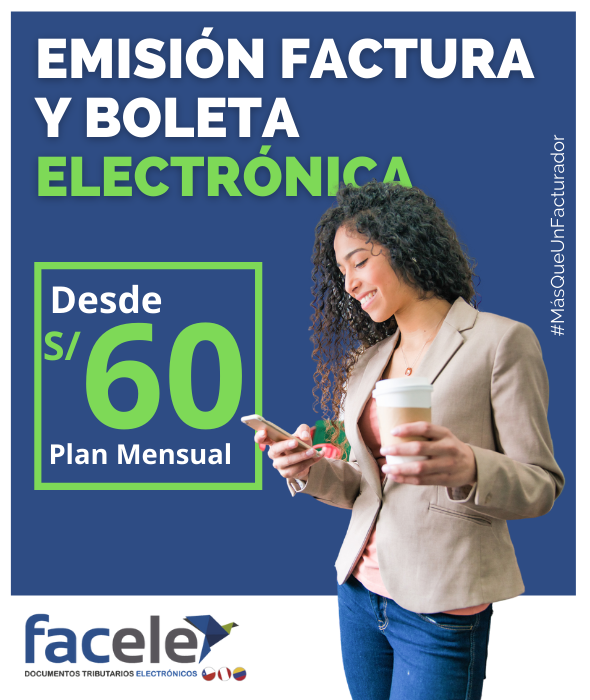 EMISIÓN FACTURA
Y BOLETA
ELECTRÓNICA
#MásQueUnFacturador
Desde
S/60
Plan Mensual
facele
DOCUMENTOS TRIBUTARIOS ELECTRÓNICOS